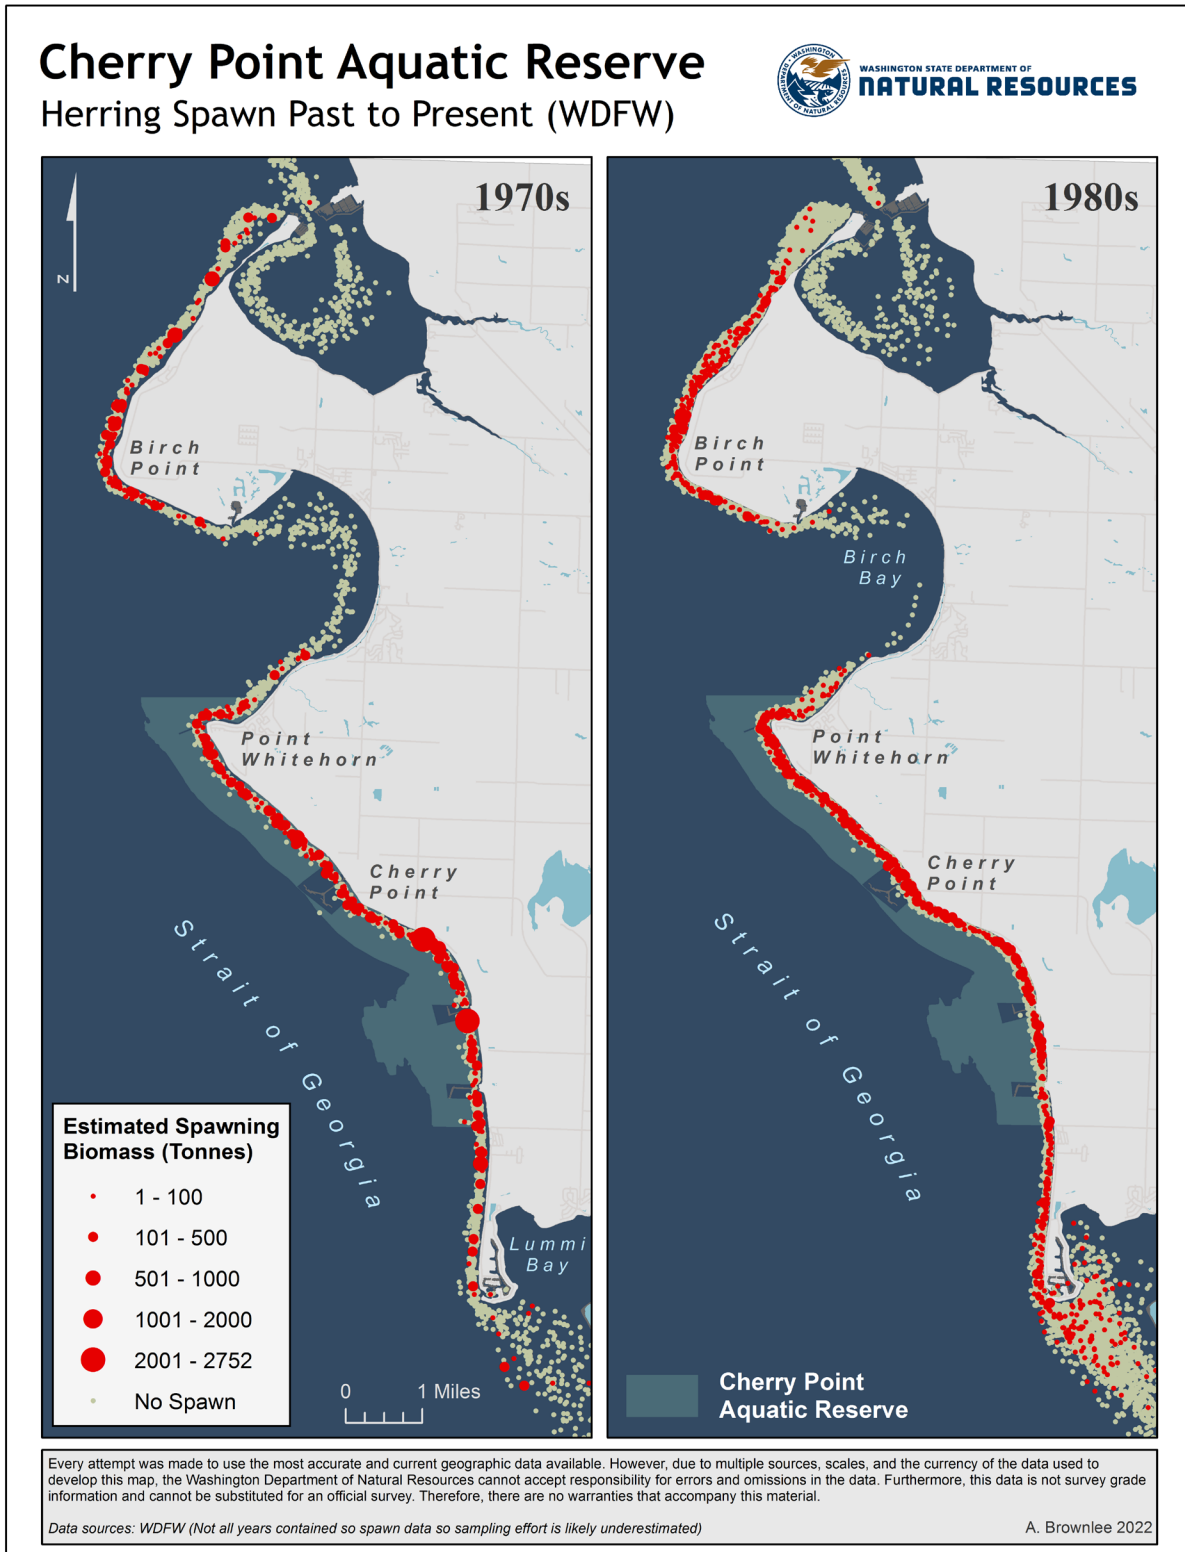 Cherry Point Aquatic Reserve
Herring Spawn Past to Present (WDFW)
WASHINGTON
DEPARTMENT OF NATURAL RESOURCES
WASHINGTON STATE DEPARTMENT OF
NATURAL RESOURCES
1970s
N
Birch
Point
Point
Whitehorn
Cherry
Point
Strait of Georgia
Lummi
Bay
Estimated Spawning
Biomass (Tonnes)
1 - 100
101 - 500
501 - 1000
1001 - 2000
2001 - 2752
No Spawn
0 1 Miles
1980s
Birch
Point
Birch
Bay
Point
Whitehorn
Cherry
Point
Strait of Georgia
Cherry Point
Aquatic Reserve
Every attempt was made to use the most accurate and current geographic data available. However, due to multiple sources, scales, and the currency of the data used to
develop this map, the Washington Department of Natural Resources cannot accept responsibility for errors and omissions in the data. Furthermore, this data is not survey grade
information and cannot be substituted for an official survey. Therefore, there are no warranties that accompany this material.
Data sources: WDFW (Not all years contained so spawn data so sampling effort is likely underestimated)
A. Brownlee 2022